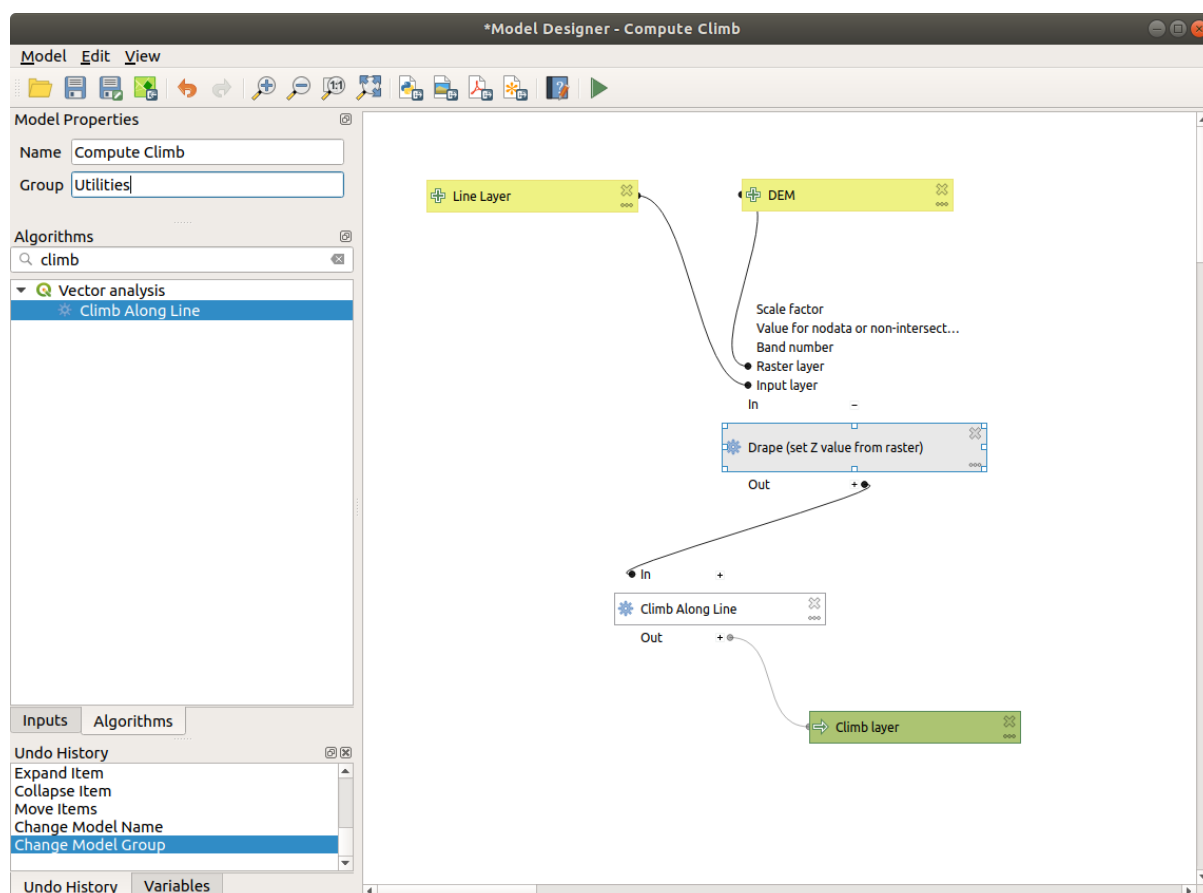 *Model Designer - Compute Climb
Model Edit View
1:1
Model Properties
Name Compute Climb
Group Utilities
Algorithms
climb
Vector analysis
Climb Along Line
Inputs Algorithms
Undo History
Expand Item
Collapse Item
Move Items
Change Model Name
Change Model Group
Undo History Variables
Line Layer
DEM
Scale factor
Value for nodata or non-intersect...
Band number
Raster layer
Input layer
In −
Drape (set Z value from raster)
Out +
In +
Climb Along Line
Out +
Climb layer